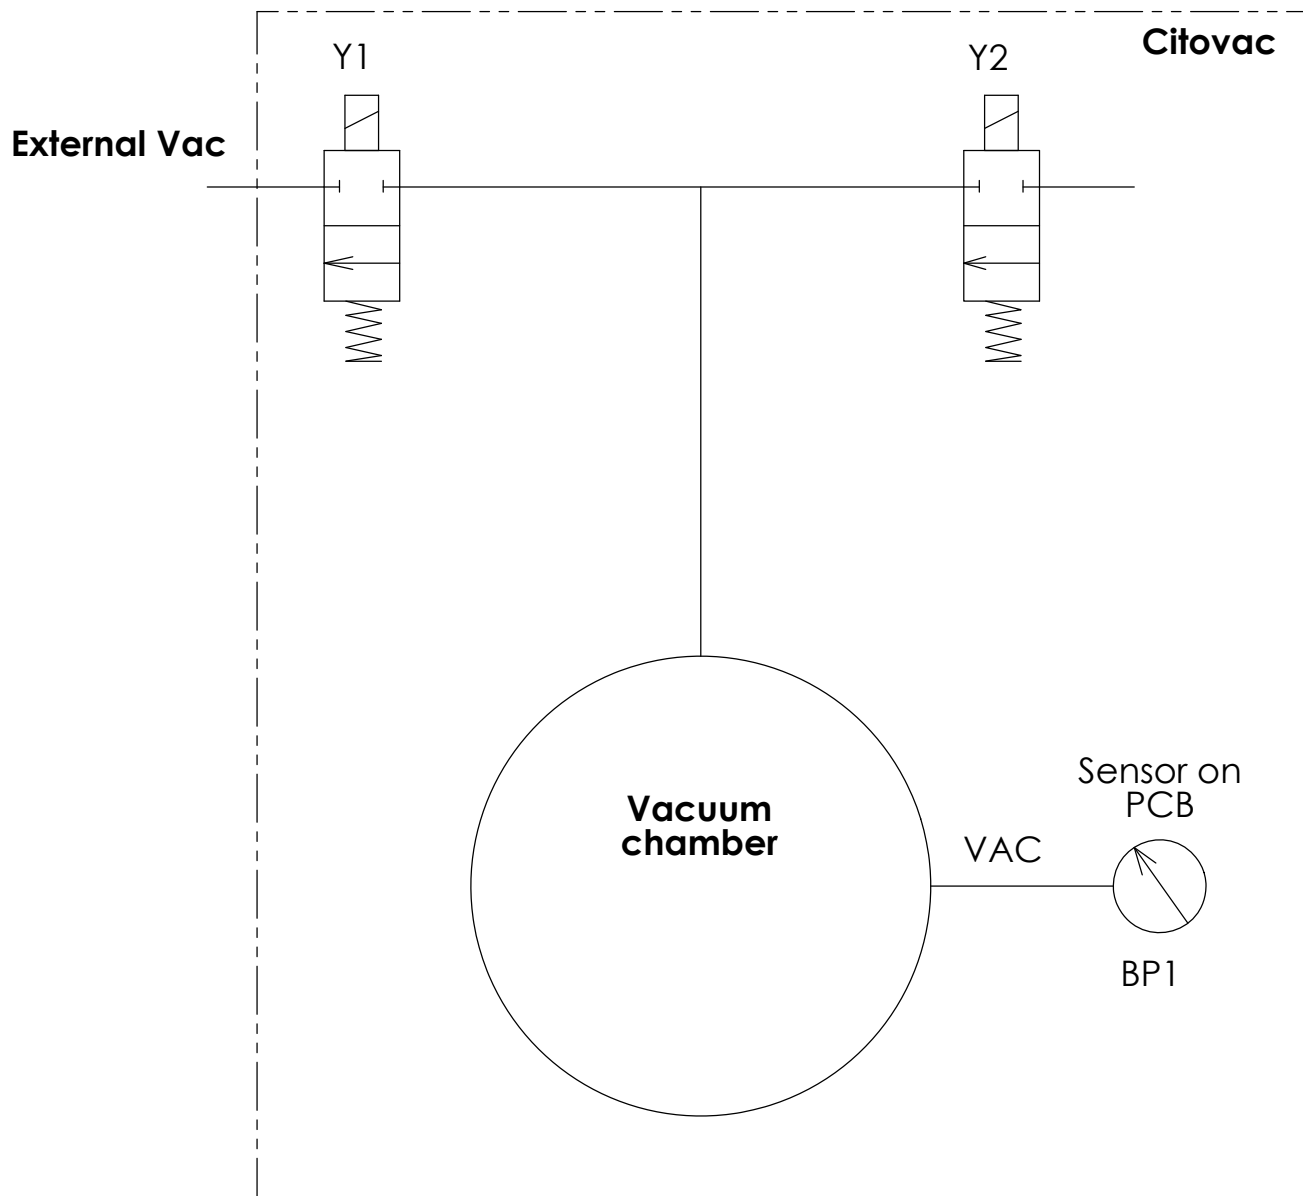 Citovac
Y1
Y2
External Vac
Vacuum
chamber
Sensor on
PCB
VAC
BP1